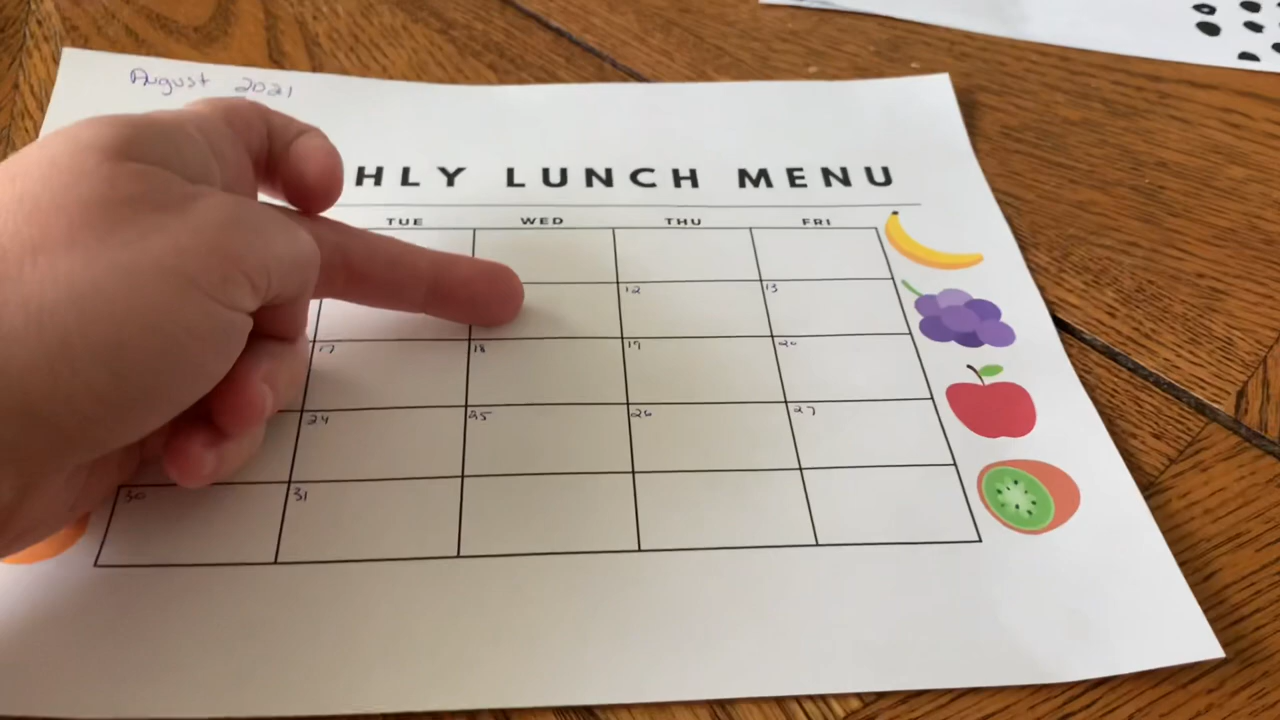 August 2021
HLY LUNCH MENU
TUE WED THU FRI
12 13
17 18 19 20
24 25 26 27
30 31